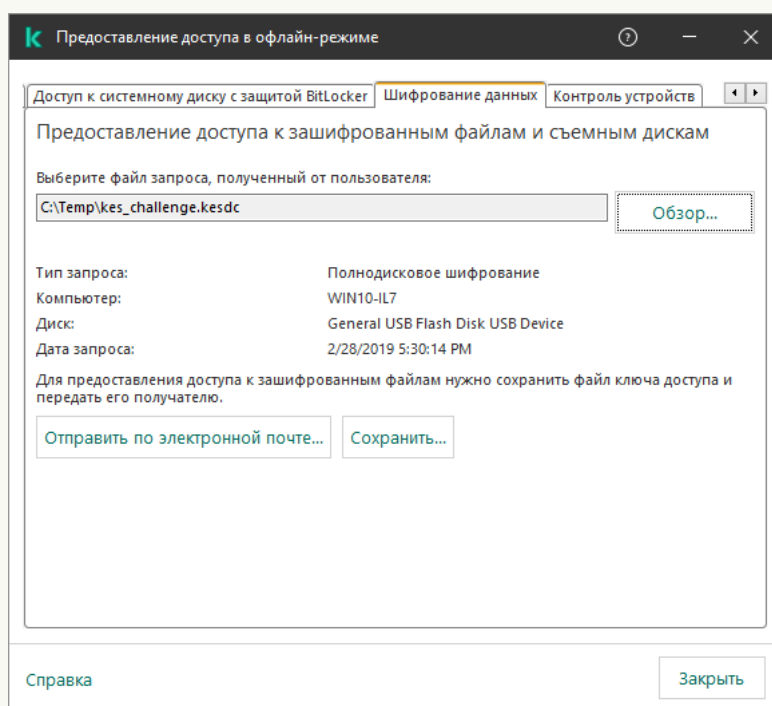 Предоставление доступа в офлайн-режиме
Доступ к системному диску с защитой BitLocker Шифрование данных Контроль устройств
Предоставление доступа к зашифрованным файлам и съемным дискам
Выберите файл запроса, полученный от пользователя:
C:\Temp\kes_challenge.kesdc Обзор...
Тип запроса: Полнодисковое шифрование
Компьютер: WIN10-IL7
Диск: General USB Flash Disk USB Device
Дата запроса: 2/28/2019 5:30:14 PM
Для предоставления доступа к зашифрованным файлам нужно сохранить файл ключа доступа и
передать его получателю.
Отправить по электронной почте... Сохранить...
Справка Закрыть